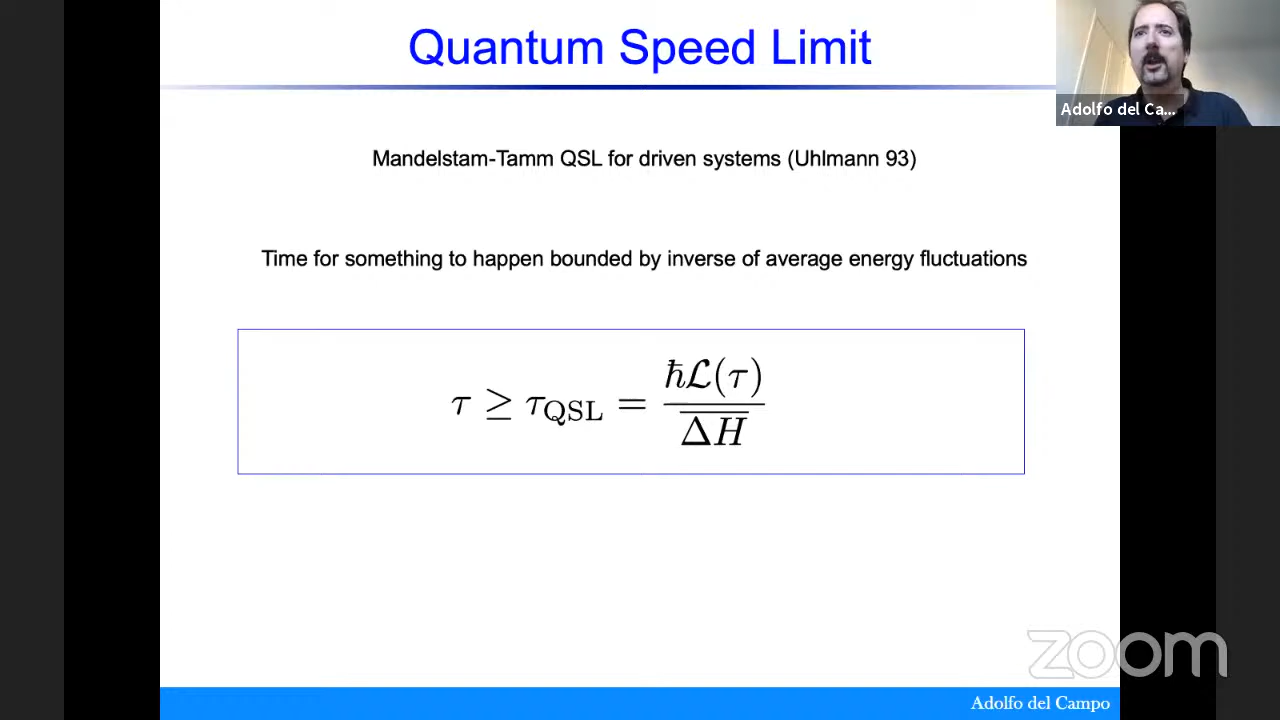 Quantum Speed Limit
Adolfo del Ca...
Mandelstam-Tamm QSL for driven systems (Uhlmann 93)
Time for something to happen bounded by inverse of average energy fluctuations
τ ≥ τ_QSL = ħℒ(τ) / \overline{ΔH}
zoom
Adolfo del Campo